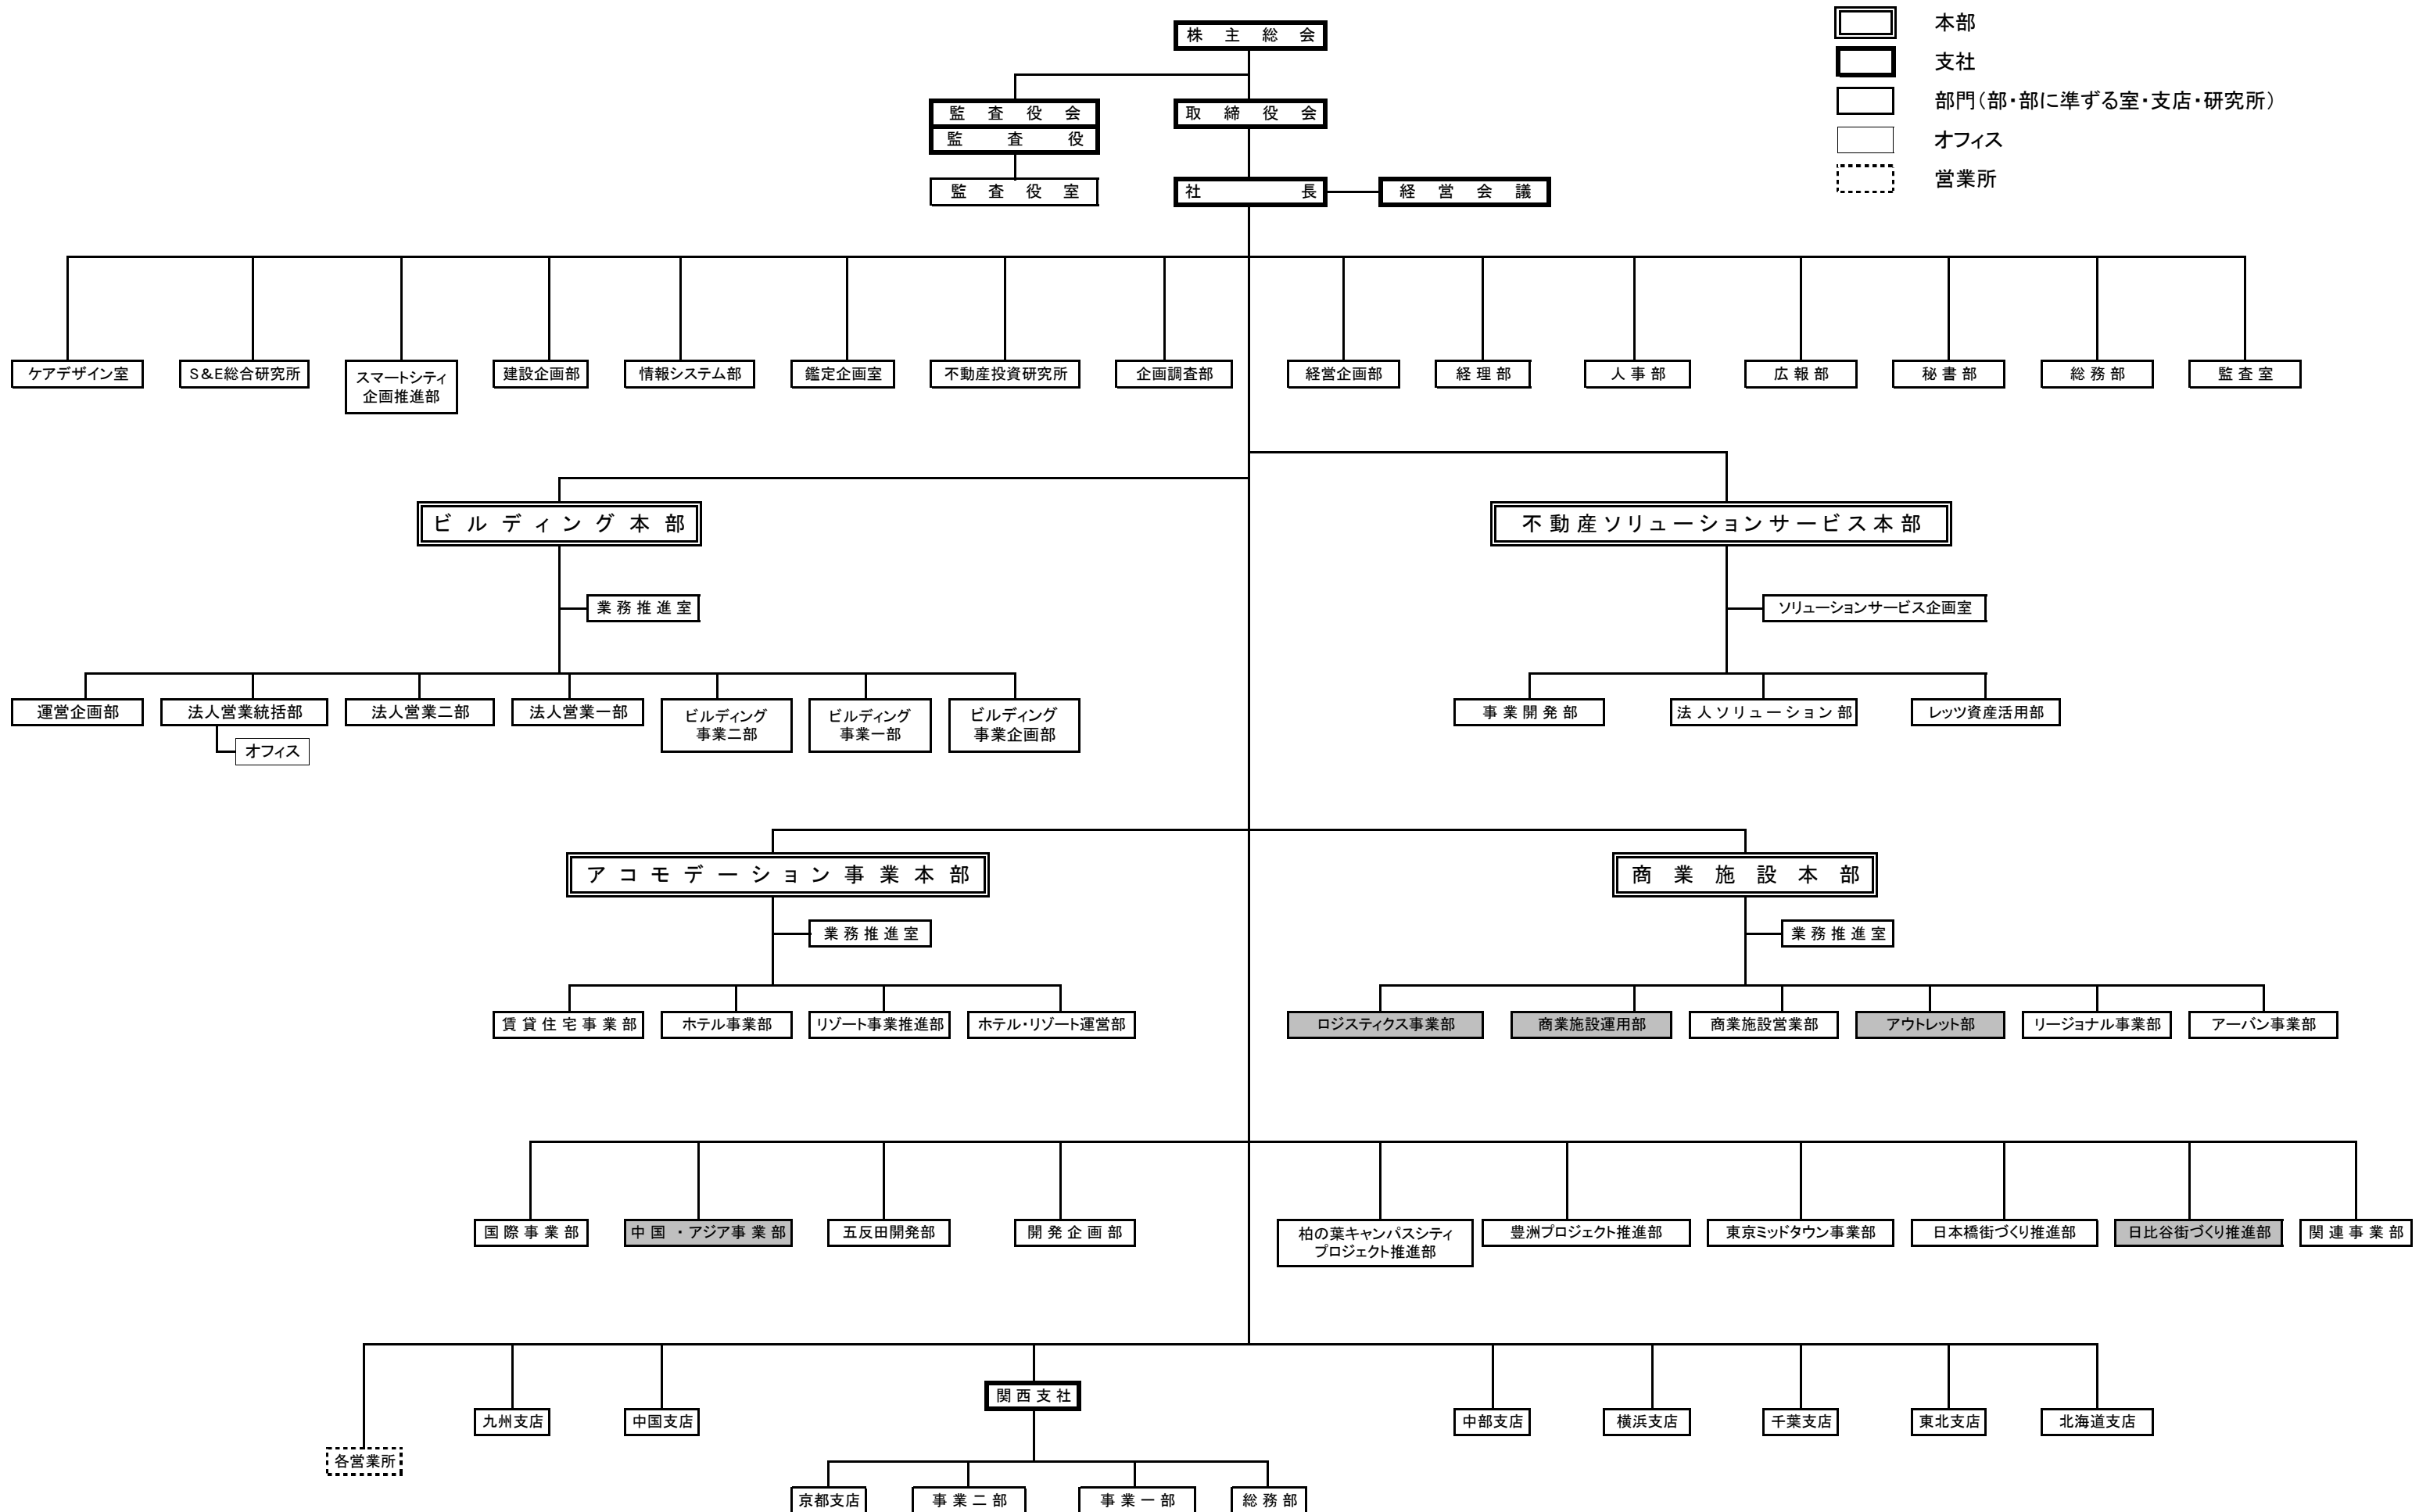 本部
支社
部門（部・部に準ずる室・支店・研究所）
オフィス
営業所
株主総会
監査役会
監査役
監査役室
取締役会
社長
経営会議
ケアデザイン室
S&E総合研究所
スマートシティ
企画推進部
建設企画部
情報システム部
鑑定企画室
不動産投資研究所
企画調査部
経営企画部
経理部
人事部
広報部
秘書部
総務部
監査室
ビルディング本部
業務推進室
運営企画部
法人営業統括部
オフィス
法人営業二部
法人営業一部
ビルディング
事業二部
ビルディング
事業一部
ビルディング
事業企画部
不動産ソリューションサービス本部
ソリューションサービス企画室
事業開発部
法人ソリューション部
レッツ資産活用部
アコモデーション事業本部
業務推進室
賃貸住宅事業部
ホテル事業部
リゾート事業推進部
ホテル・リゾート運営部
商業施設本部
業務推進室
ロジスティクス事業部
商業施設運用部
商業施設営業部
アウトレット部
リージョナル事業部
アーバン事業部
国際事業部
中国・アジア事業部
五反田開発部
開発企画部
柏の葉キャンパスシティ
プロジェクト推進部
豊洲プロジェクト推進部
東京ミッドタウン事業部
日本橋街づくり推進部
日比谷街づくり推進部
関連事業部
各営業所
九州支店
中国支店
関西支社
京都支店
事業二部
事業一部
総務部
中部支店
横浜支店
千葉支店
東北支店
北海道支店